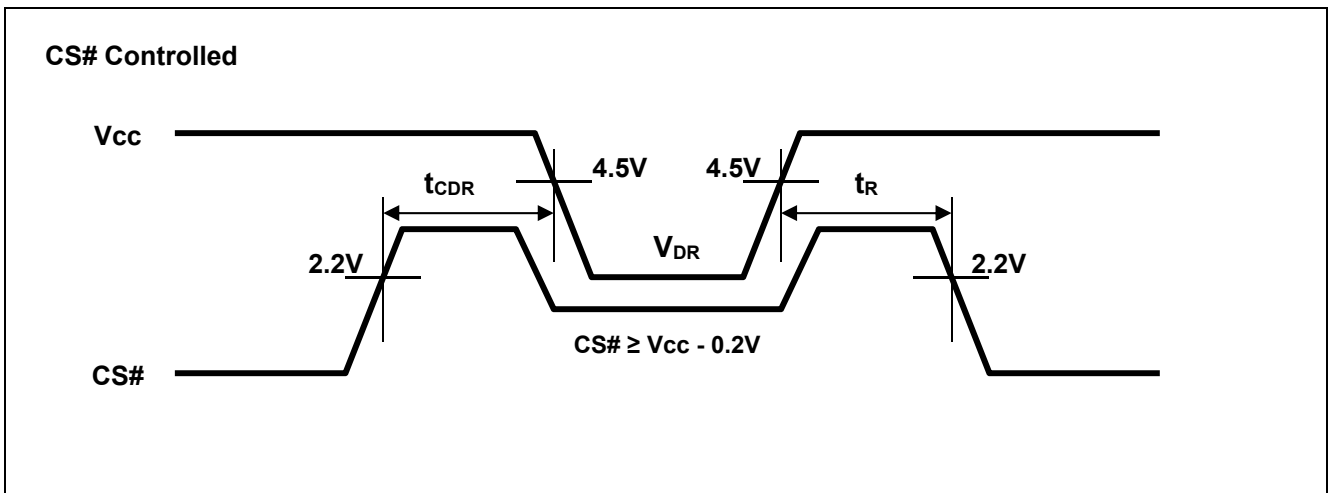 CS# Controlled
Vcc
4.5V
4.5V
tCDR
tR
VDR
2.2V
2.2V
CS# ≥ Vcc - 0.2V
CS#